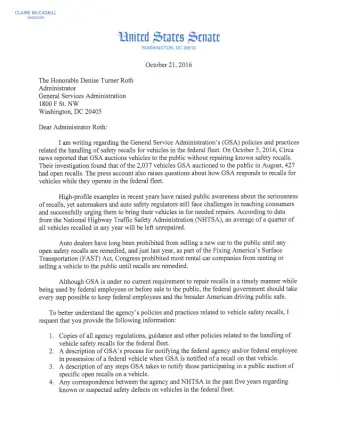 CLAIRE McCASKILL
MISSOURI
United States Senate
WASHINGTON, DC 20510
October 21, 2016
The Honorable Denise Turner Roth
Administrator
General Services Administration
1800 F St. NW
Washington, DC 20405
Dear Administrator Roth:
I am writing regarding the General Service Administration's (GSA) policies and practices
related the handling of safety recalls for vehicles in the federal fleet. On October 5, 2016, Circa
news reported that GSA auctions vehicles to the public without repairing known safety recalls.
Their investigation found that of the 2,037 vehicles GSA auctioned to the public in August, 427
had open recalls. The press account also raises questions about how GSA responds to recalls for
vehicles while they operate in the federal fleet.
High-profile examples in recent years have raised public awareness about the seriousness
of recalls, yet automakers and auto safety regulators still face challenges in reaching consumers
and successfully urging them to bring their vehicles in for needed repairs. According to data
from the National Highway Traffic Safety Administration (NHTSA), an average of a quarter of
all vehicles recalled in any year will be left unrepaired.
Auto dealers have long been prohibited from selling a new car to the public until any
open safety recalls are remedied, and just last year, as part of the Fixing America's Surface
Transportation (FAST) Act, Congress prohibited most rental car companies from renting or
selling a vehicle to the public until recalls are remedied.
Although GSA is under no current requirement to repair recalls in a timely manner while
being used by federal employees or before sale to the public, the federal government should take
every step possible to keep federal employees and the broader American driving public safe.
To better understand the agency's policies and practices related to vehicle safety recalls, I
request that you provide the following information:
1. Copies of all agency regulations, guidance and other policies related to the handling of
vehicle safety recalls for the federal fleet.
2. A description of GSA's process for notifying the federal agency and/or federal employee
in possession of a federal vehicle when GSA is notified of a recall on that vehicle.
3. A description of any steps GSA takes to notify those participating in a public auction of
specific open recalls on a vehicle.
4. Any correspondence between the agency and NHTSA in the past five years regarding
known or suspected safety defects on vehicles in the federal fleet.